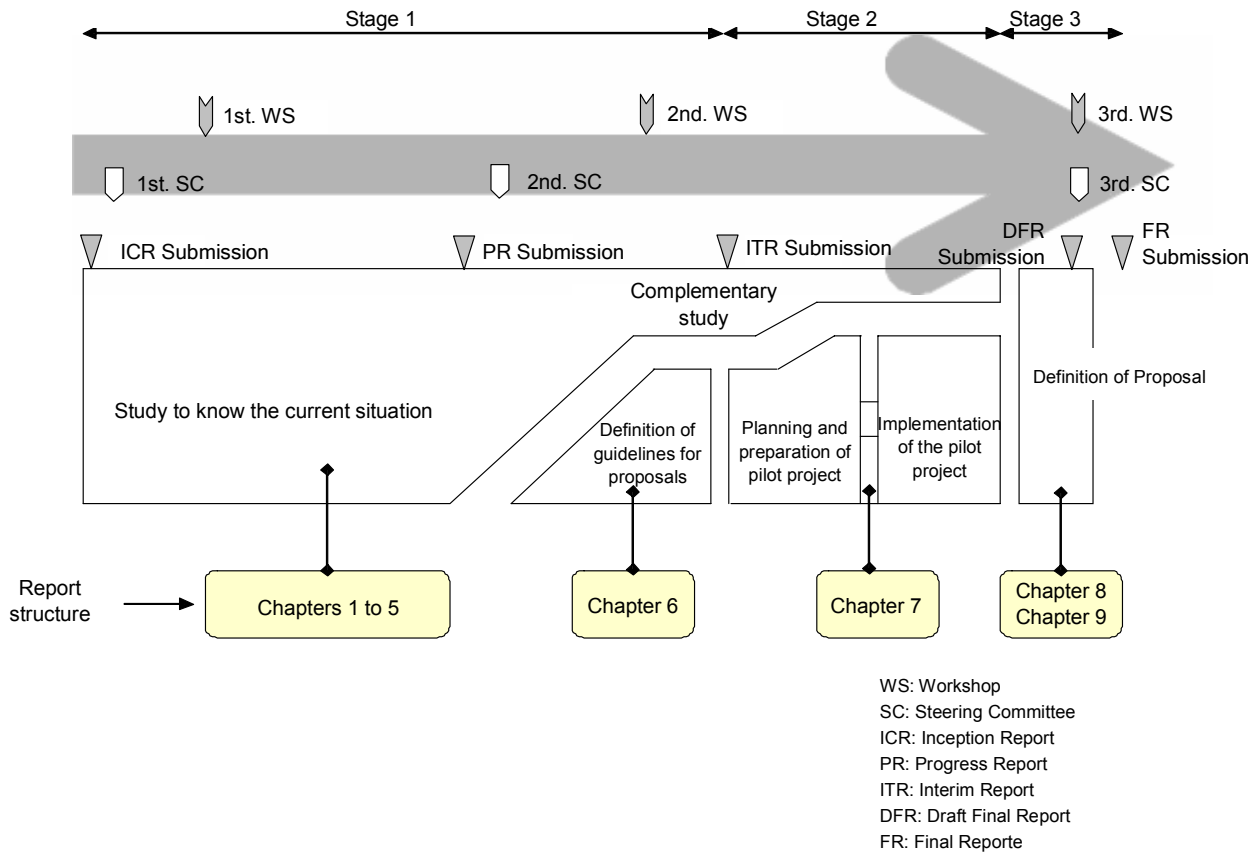 Stage 1
Stage 2
Stage 3
1st. WS
2nd. WS
3rd. WS
1st. SC
2nd. SC
3rd. SC
ICR Submission
PR Submission
ITR Submission
DFR
Submission
FR
Submission
Complementary
study
Study to know the current situation
Definition of
guidelines for
proposals
Planning and
preparation of
pilot project
Implementation
of the pilot
project
Definition of Proposal
Report
structure
Chapters 1 to 5
Chapter 6
Chapter 7
Chapter 8
Chapter 9
WS: Workshop
SC: Steering Committee
ICR: Inception Report
PR: Progress Report
ITR: Interim Report
DFR: Draft Final Report
FR: Final Reporte